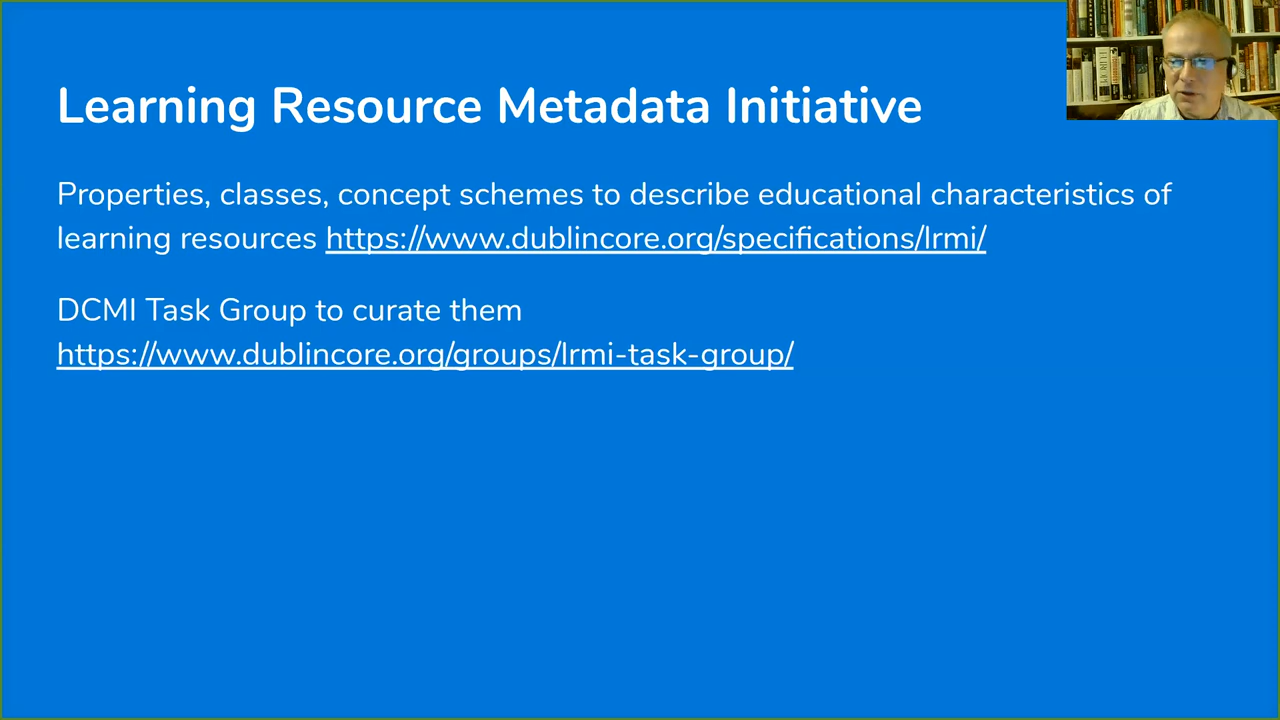 Learning Resource Metadata Initiative
Properties, classes, concept schemes to describe educational characteristics of
learning resources https://www.dublincore.org/specifications/lrmi/
DCMI Task Group to curate them
https://www.dublincore.org/groups/lrmi-task-group/